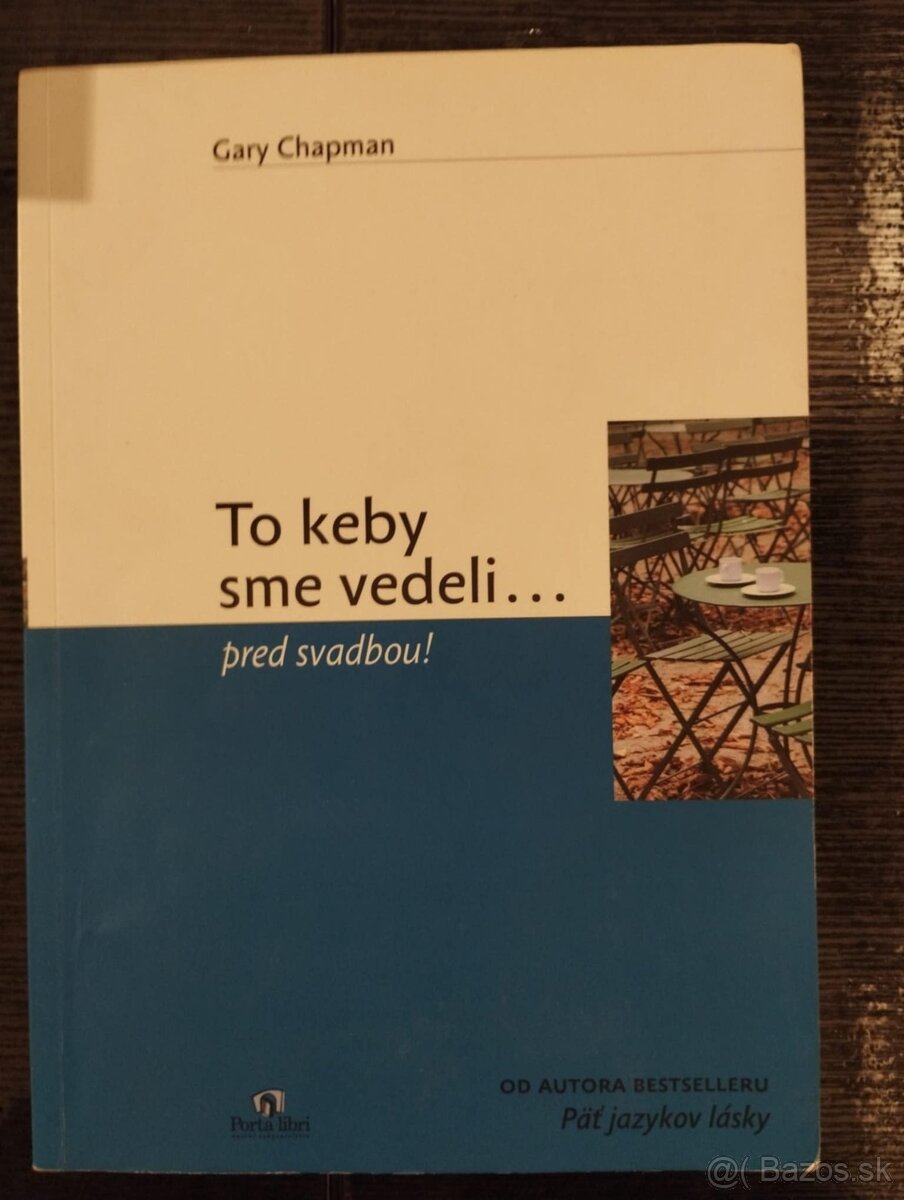 Gary Chapman
To keby
sme vedeli...
pred svadbou!
OD AUTORA BESTSELLERU
Päť jazykov lásky
Porta libri
@( Bazos.sk